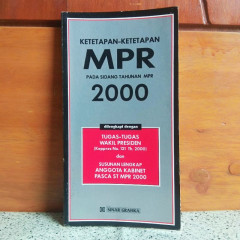 KETETAPAN-KETETAPAN
MPR
PADA SIDANG TAHUNAN MPR
2000
dilengkapi dengan
TUGAS-TUGAS
WAKIL PRESIDEN
(Keppres No. 121 Th. 2000)
dan
SUSUNAN LENGKAP
ANGGOTA KABINET
PASCA ST MPR 2000
SINAR GRAFIKA